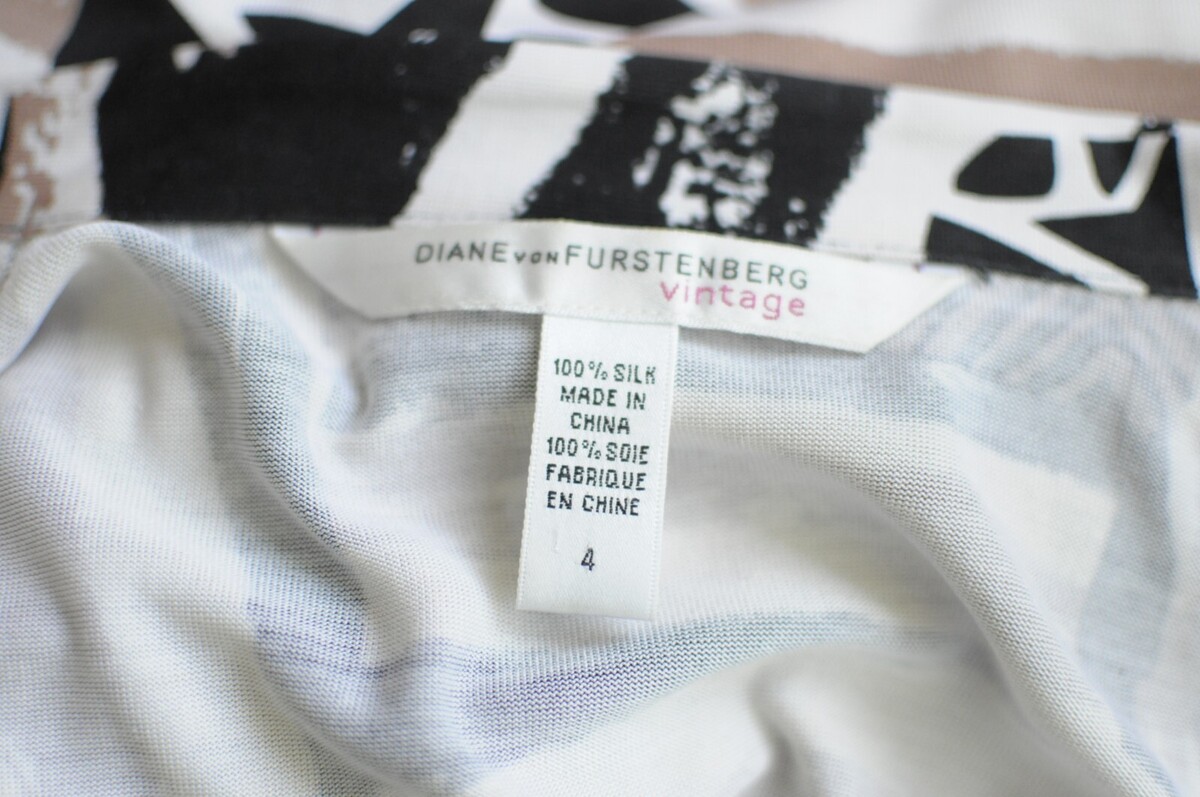 DIANE VON FURSTENBERG
vintage
100% SILK
MADE IN
CHINA
100% SOIE
FABRIQUE
EN CHINE
4